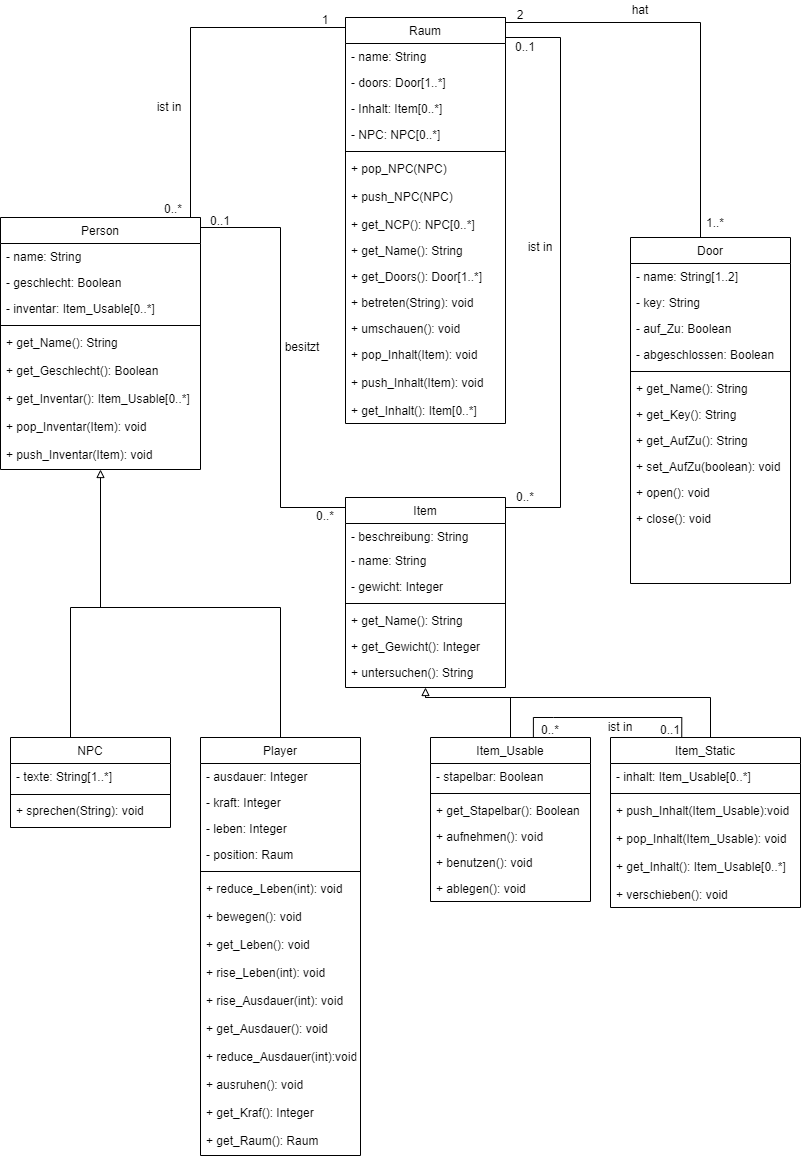 hat
1
2
0..1
Raum
- name: String
- doors: Door[1..*]
- Inhalt: Item[0..*]
- NPC: NPC[0..*]
+ pop_NPC(NPC)
+ push_NPC(NPC)
+ get_NCP(): NPC[0..*]
+ get_Name(): String
+ get_Doors(): Door[1..*]
+ betreten(String): void
+ umschauen(): void
+ pop_Inhalt(Item): void
+ push_Inhalt(Item): void
+ get_Inhalt(): Item[0..*]
ist in
0..*
0..1
ist in
1..*
Person
- name: String
- geschlecht: Boolean
- inventar: Item_Usable[0..*]
+ get_Name(): String
+ get_Geschlecht(): Boolean
+ get_Inventar(): Item_Usable[0..*]
+ pop_Inventar(Item): void
+ push_Inventar(Item): void
besitzt
Door
- name: String[1..2]
- key: String
- auf_Zu: Boolean
- abgeschlossen: Boolean
+ get_Name(): String
+ get_Key(): String
+ get_AufZu(): String
+ set_AufZu(boolean): void
+ open(): void
+ close(): void
0..*
0..*
Item
- beschreibung: String
- name: String
- gewicht: Integer
+ get_Name(): String
+ get_Gewicht(): Integer
+ untersuchen(): String
NPC
- texte: String[1..*]
+ sprechen(String): void
Player
- ausdauer: Integer
- kraft: Integer
- leben: Integer
- position: Raum
+ reduce_Leben(int): void
+ bewegen(): void
+ get_Leben(): void
+ rise_Leben(int): void
+ rise_Ausdauer(int): void
+ get_Ausdauer(): void
+ reduce_Ausdauer(int):void
+ ausruhen(): void
+ get_Kraf(): Integer
+ get_Raum(): Raum
0..*
ist in
0..1
Item_Usable
- stapelbar: Boolean
+ get_Stapelbar(): Boolean
+ aufnehmen(): void
+ benutzen(): void
+ ablegen(): void
Item_Static
- inhalt: Item_Usable[0..*]
+ push_Inhalt(Item_Usable):void
+ pop_Inhalt(Item_Usable): void
+ get_Inhalt(): Item_Usable[0..*]
+ verschieben(): void